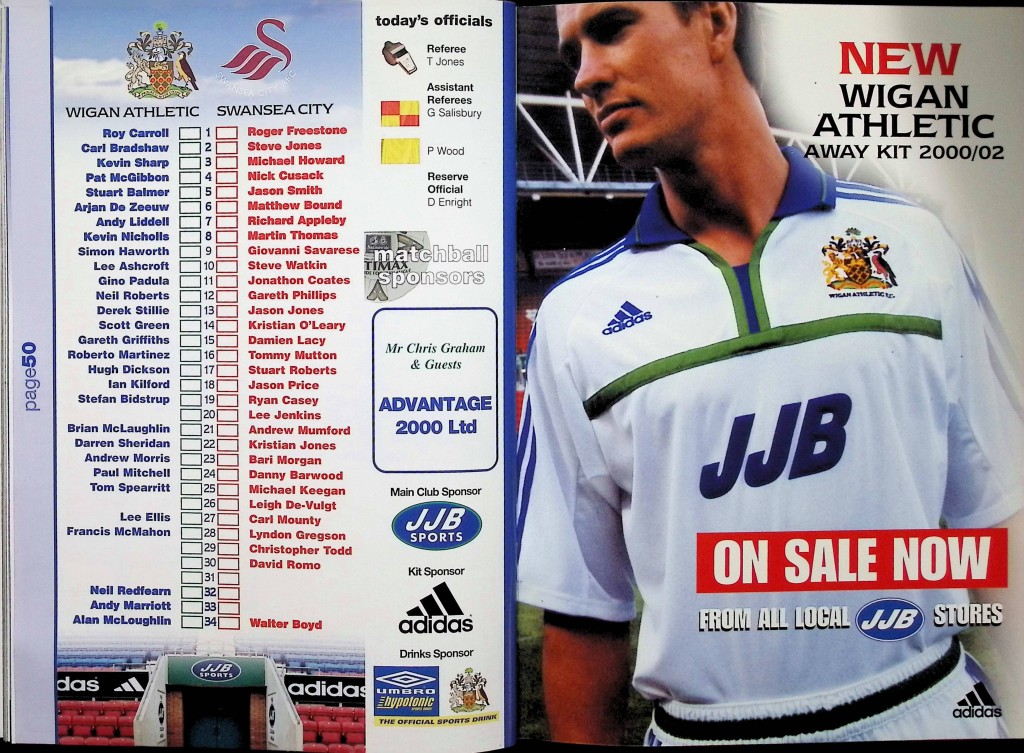 page50
WIGAN ATHLETIC SWANSEA CITY
Roy Carroll 1 Roger Freestone
Carl Bradshaw 2 Steve Jones
Kevin Sharp 3 Michael Howard
Pat McGibbon 4 Nick Cusack
Stuart Balmer 5 Jason Smith
Arjan De Zeeuw 6 Matthew Bound
Andy Liddell 7 Richard Appleby
Kevin Nicholls 8 Martin Thomas
Simon Haworth 9 Giovanni Savarese
Lee Ashcroft 10 Steve Watkin
Gino Padula 11 Jonathon Coates
Neil Roberts 12 Gareth Phillips
Derek Stillie 13 Jason Jones
Scott Green 14 Kristian O'Leary
Gareth Griffiths 15 Damien Lacy
Roberto Martinez 16 Tommy Mutton
Hugh Dickson 17 Stuart Roberts
Ian Kilford 18 Jason Price
Stefan Bidstrup 19 Ryan Casey
20 Lee Jenkins
Brian McLaughlin 21 Andrew Mumford
Darren Sheridan 22 Kristian Jones
Andrew Morris 23 Bari Morgan
Paul Mitchell 24 Danny Barwood
Tom Spearritt 25 Michael Keegan
26 Leigh De-Vulgt
Lee Ellis 27 Carl Mounty
Francis McMahon 28 Lyndon Gregson
29 Christopher Todd
30 David Romo
31
Neil Redfearn 32
Andy Marriott 33
Alan McLoughlin 34 Walter Boyd
JJB
SPORTS
das adidas
today's officials
Referee
T Jones
Assistant
Referees
G Salisbury
P Wood
Reserve
Official
D Enright
matchball
sponsors
Mr Chris Graham
& Guests
ADVANTAGE
2000 Ltd
Main Club Sponsor
JJB
SPORTS
Kit Sponsor
adidas
Drinks Sponsor
UMBRO
hypotonic
THE OFFICIAL SPORTS DRINK
NEW
WIGAN
ATHLETIC
AWAY KIT 2000/02
adidas
WIGAN ATHLETIC F.C.
JJB
ON SALE NOW
FROM ALL LOCAL JJB STORES
adidas